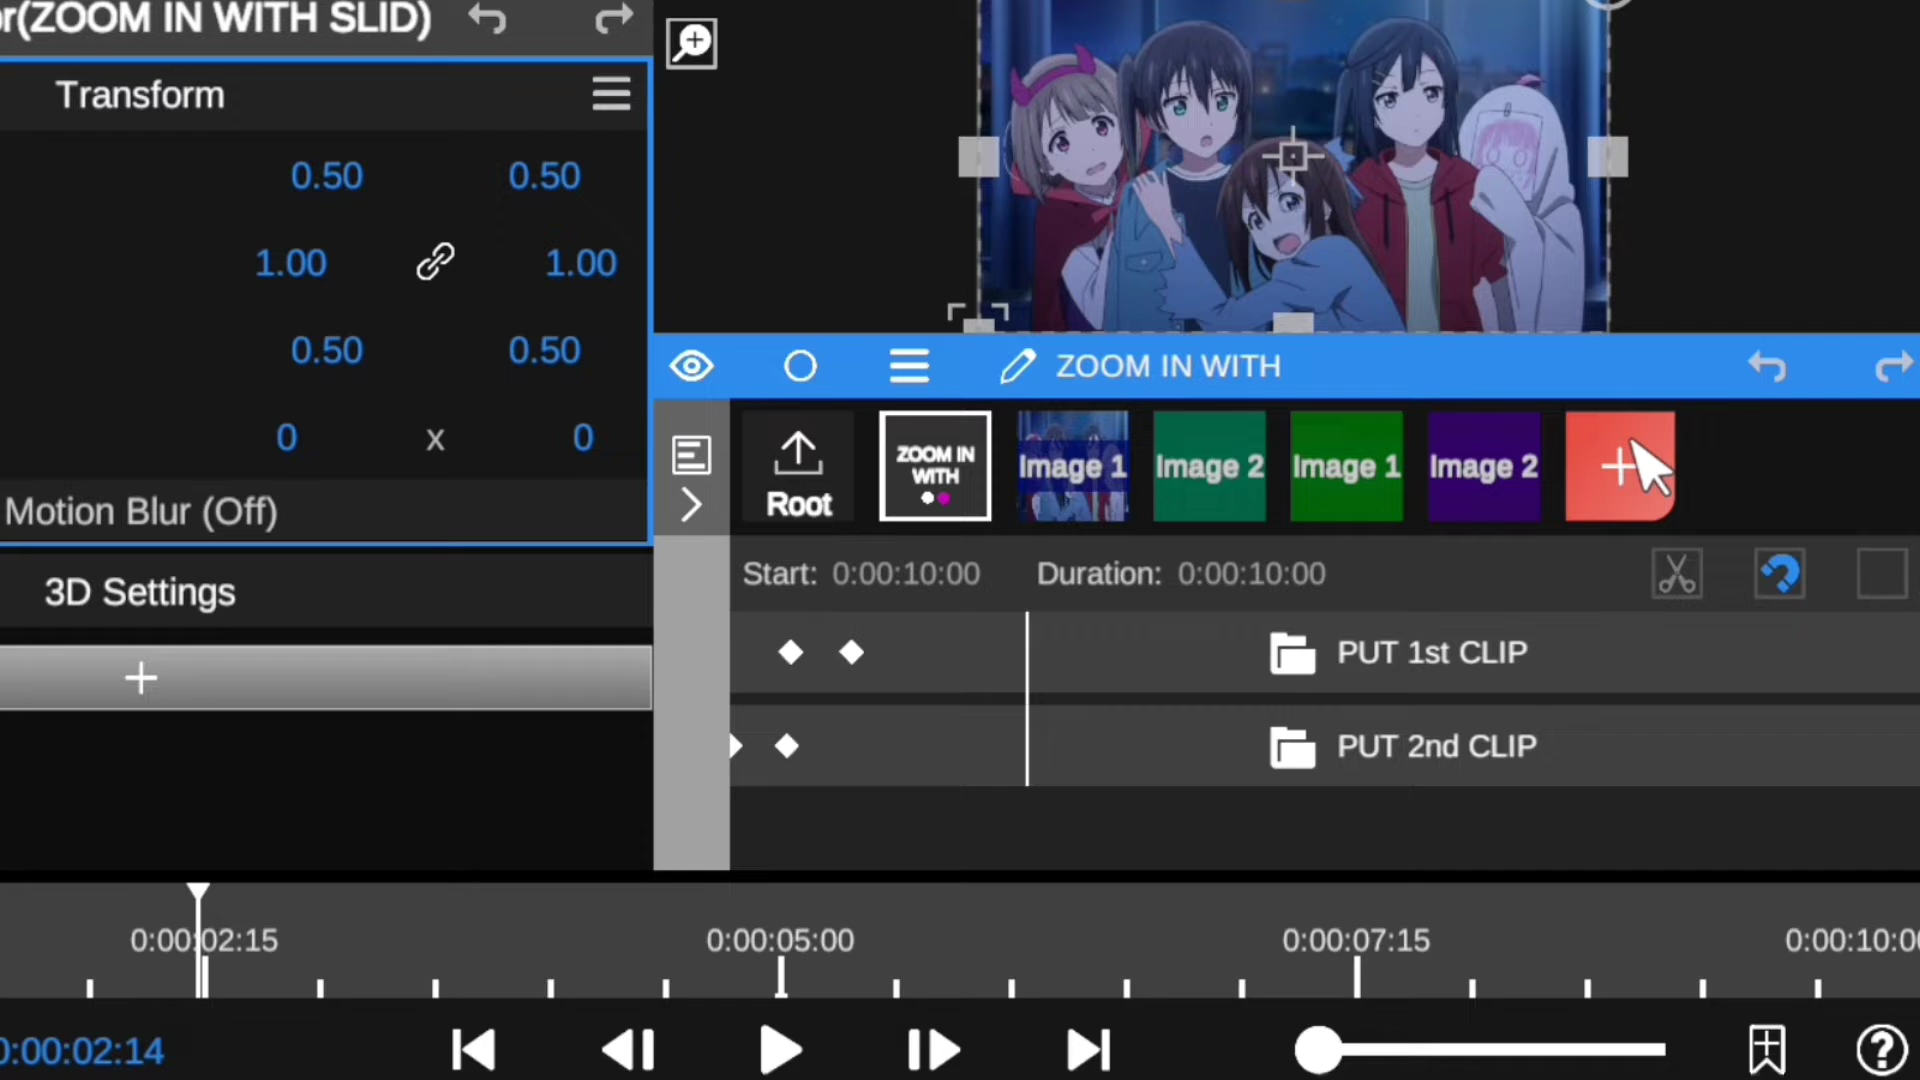 or(ZOOM IN WITH SLID)
Transform
0.50 0.50
1.00 1.00
0.50 0.50
0 x 0
Motion Blur (Off)
3D Settings
ZOOM IN WITH
Root
ZOOM IN
WITH
Image 1
Image 2
Image 1
Image 2
Start: 0:00:10:00 Duration: 0:00:10:00
PUT 1st CLIP
PUT 2nd CLIP
0:00:02:15 0:00:05:00 0:00:07:15 0:00:10:00
0:00:02:14